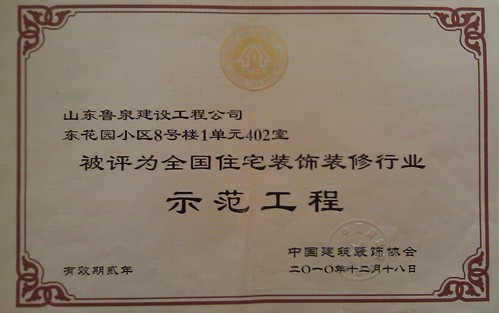 山东鲁泉建设工程公司
东花园小区8号楼1单元402室
被评为全国住宅装饰装修行业
示范工程
中国建筑装饰协会
有效期贰年
二〇一〇年十二月十八日